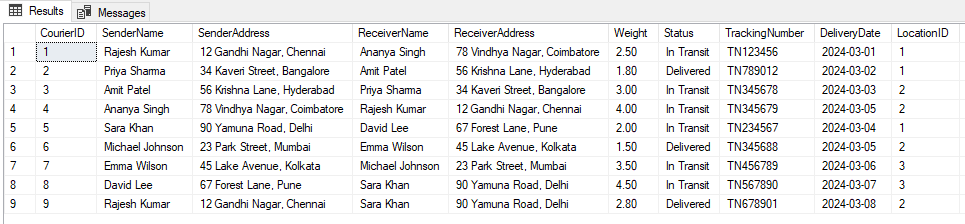 Results Messages
CourierID SenderName SenderAddress ReceiverName ReceiverAddress Weight Status TrackingNumber DeliveryDate LocationID
1 1 Rajesh Kumar 12 Gandhi Nagar, Chennai Ananya Singh 78 Vindhya Nagar, Coimbatore 2.50 In Transit TN123456 2024-03-01 1
2 2 Priya Sharma 34 Kaveri Street, Bangalore Amit Patel 56 Krishna Lane, Hyderabad 1.80 Delivered TN789012 2024-03-02 1
3 3 Amit Patel 56 Krishna Lane, Hyderabad Priya Sharma 34 Kaveri Street, Bangalore 3.00 In Transit TN345678 2024-03-03 2
4 4 Ananya Singh 78 Vindhya Nagar, Coimbatore Rajesh Kumar 12 Gandhi Nagar, Chennai 4.00 In Transit TN345679 2024-03-05 2
5 5 Sara Khan 90 Yamuna Road, Delhi David Lee 67 Forest Lane, Pune 2.00 In Transit TN234567 2024-03-04 1
6 6 Michael Johnson 23 Park Street, Mumbai Emma Wilson 45 Lake Avenue, Kolkata 1.50 Delivered TN345688 2024-03-05 2
7 7 Emma Wilson 45 Lake Avenue, Kolkata Michael Johnson 23 Park Street, Mumbai 3.50 In Transit TN456789 2024-03-06 3
8 8 David Lee 67 Forest Lane, Pune Sara Khan 90 Yamuna Road, Delhi 4.50 In Transit TN567890 2024-03-07 3
9 9 Rajesh Kumar 12 Gandhi Nagar, Chennai Sara Khan 90 Yamuna Road, Delhi 2.80 Delivered TN678901 2024-03-08 2